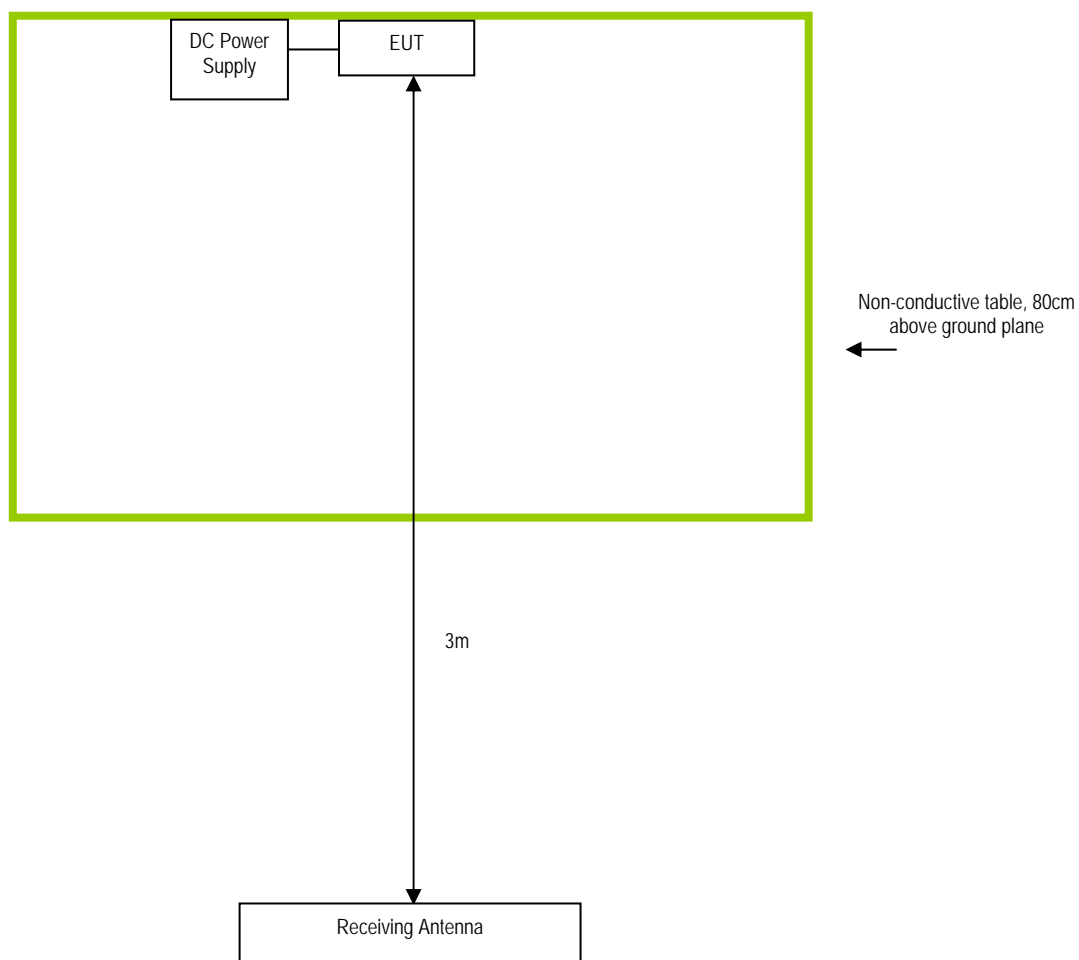 DC Power
Supply
EUT
Non-conductive table, 80cm
above ground plane
3m
Receiving Antenna